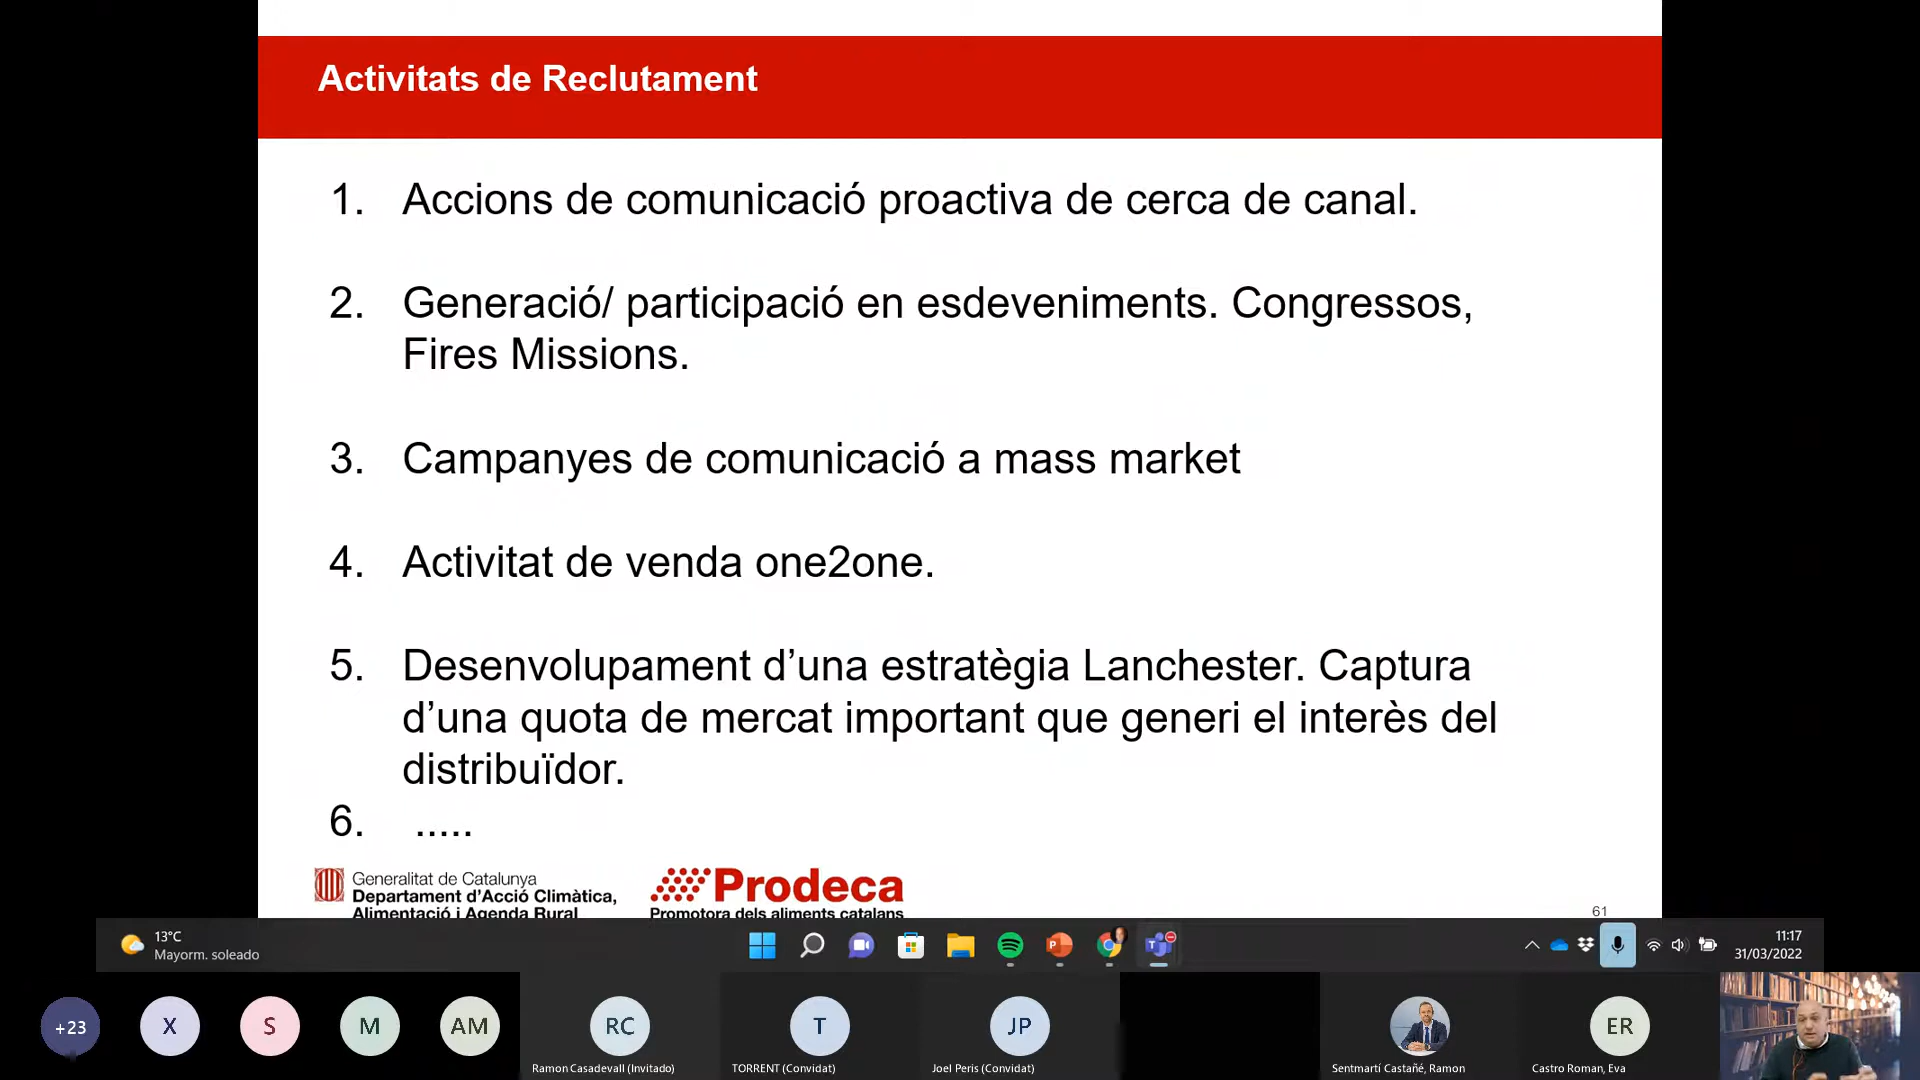 Activitats de Reclutament
1. Accions de comunicació proactiva de cerca de canal.
2. Generació/ participació en esdeveniments. Congressos,
Fires Missions.
3. Campanyes de comunicació a mass market
4. Activitat de venda one2one.
5. Desenvolupament d’una estratègia Lanchester. Captura
d’una quota de mercat important que generi el interès del
distribuïdor.
6. .....
Generalitat de Catalunya
Departament d’Acció Climàtica,
Alimentació i Agenda Rural
Prodeca
Promotora dels aliments catalans
61
13°C
Mayorm. soleado
11:17
31/03/2022
+23
X
S
M
AM
RC
T
JP
ER
Ramon Casadevall (Invitado)
TORRENT (Convidat)
Joel Peris (Convidat)
Sentmartí Castañé, Ramon
Castro Roman, Eva